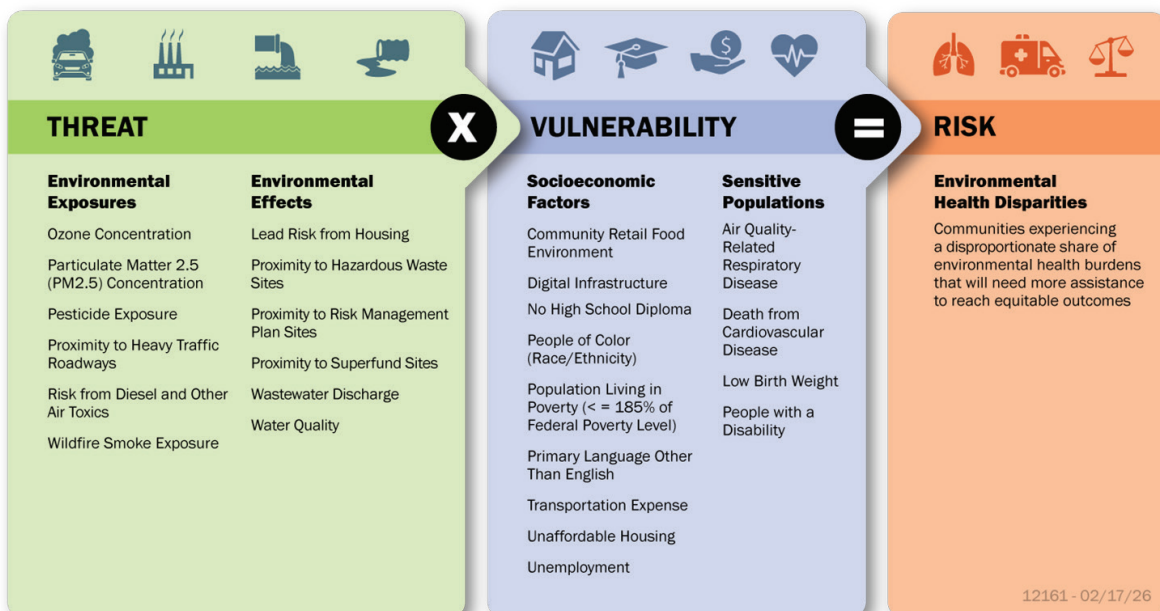 THREAT
X
VULNERABILITY
=
RISK
Environmental
Exposures
Ozone Concentration
Particulate Matter 2.5
(PM2.5) Concentration
Pesticide Exposure
Proximity to Heavy Traffic
Roadways
Risk from Diesel and Other
Air Toxics
Wildfire Smoke Exposure
Environmental
Effects
Lead Risk from Housing
Proximity to Hazardous Waste
Sites
Proximity to Risk Management
Plan Sites
Proximity to Superfund Sites
Wastewater Discharge
Water Quality
Socioeconomic
Factors
Community Retail Food
Environment
Digital Infrastructure
No High School Diploma
People of Color
(Race/Ethnicity)
Population Living in
Poverty (< = 185% of
Federal Poverty Level)
Primary Language Other
Than English
Transportation Expense
Unaffordable Housing
Unemployment
Sensitive
Populations
Air Quality-
Related
Respiratory
Disease
Death from
Cardiovascular
Disease
Low Birth Weight
People with a
Disability
Environmental
Health Disparities
Communities experiencing
a disproportionate share of
environmental health burdens
that will need more assistance
to reach equitable outcomes
$
12161 - 02/17/26